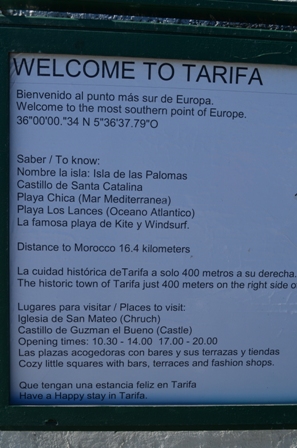 WELCOME TO TARIFA
Bienvenido al punto más sur de Europa.
Welcome to the most southern point of Europe.
36°00'00."34 N 5°36'37.79"O
Saber / To know:
Nombre la isla: Isla de las Palomas
Castillo de Santa Catalina
Playa Chica (Mar Mediterranea)
Playa Los Lances (Oceano Atlantico)
La famosa playa de Kite y Windsurf.
Distance to Morocco 16.4 kilometers
La cuidad histórica deTarifa a solo 400 metros a su derecha.
The historic town of Tarifa just 400 meters on the right side
Lugares para visitar / Places to visit:
Iglesia de San Mateo (Chruch)
Castillo de Guzman el Bueno (Castle)
Opening times: 10.30 - 14.00 17.00 - 20.00
Las plazas acogedoras con bares y sus terrazas y tiendas
Cozy little squares with bars, terraces and fashion shops.
Que tengan una estancia feliz en Tarifa
Have a Happy stay in Tarifa.